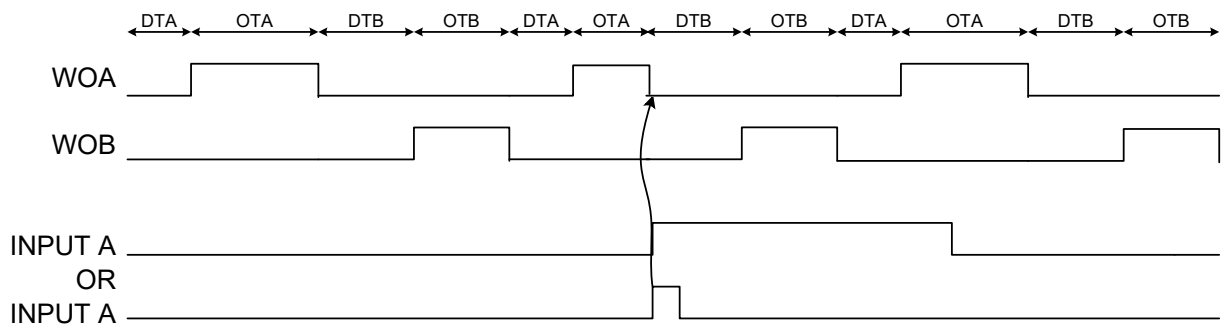 DTA OTA DTB OTB DTA OTA DTB OTB DTA OTA DTB OTB
WOA
WOB
INPUT A
OR
INPUT A